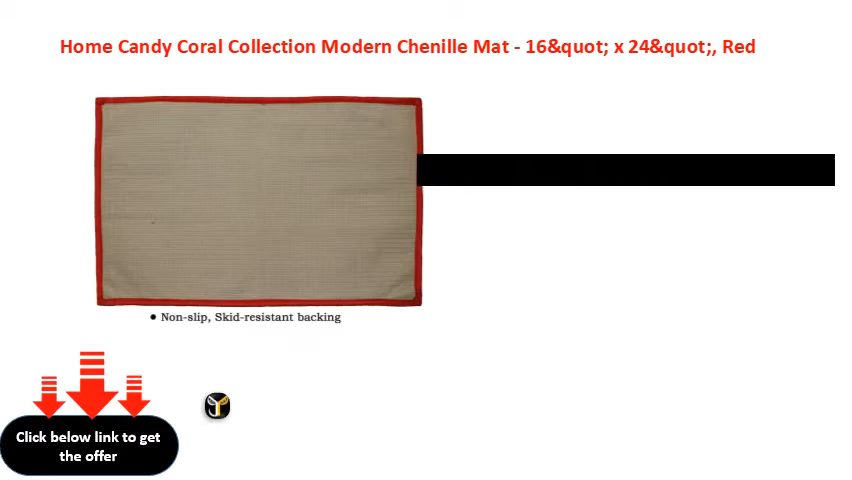 Home Candy Coral Collection Modern Chenille Mat - 16&quot; x 24&quot;, Red
● Non-slip, Skid-resistant backing
Click below link to get
the offer